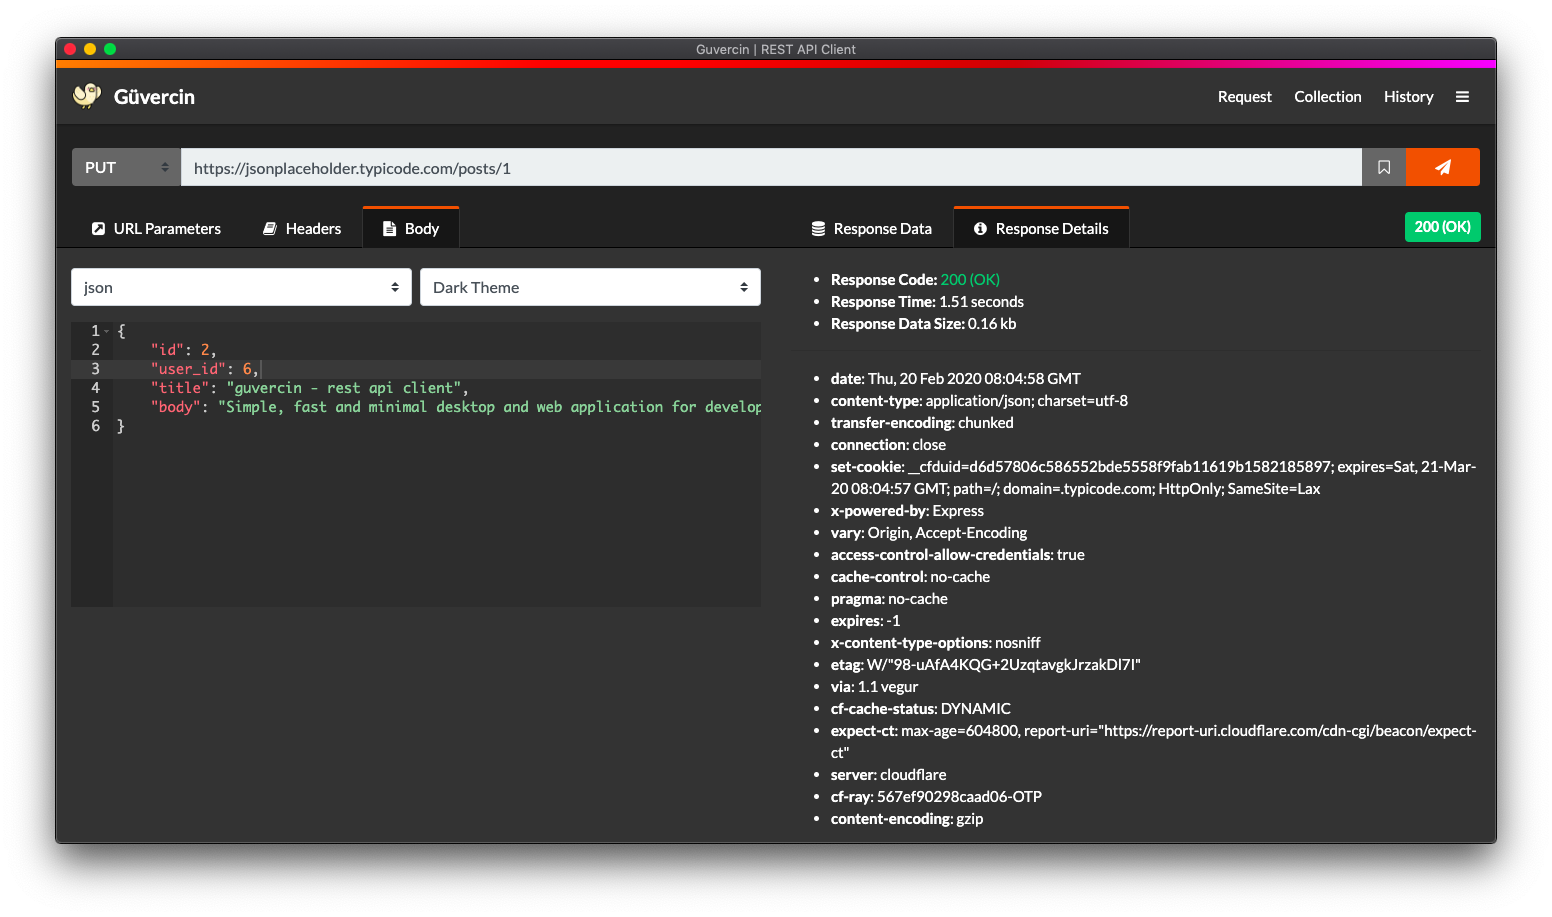 Guvercin | REST API Client
Güvercin
Request Collection History
PUT https://jsonplaceholder.typicode.com/posts/1
URL Parameters Headers Body
Response Data Response Details 200 (OK)
json Dark Theme
1 {
2 "id": 2,
3 "user_id": 6,
4 "title": "guvercin - rest api client",
5 "body": "Simple, fast and minimal desktop and web application for develop
6 }
Response Code: 200 (OK)
Response Time: 1.51 seconds
Response Data Size: 0.16 kb
date: Thu, 20 Feb 2020 08:04:58 GMT
content-type: application/json; charset=utf-8
transfer-encoding: chunked
connection: close
set-cookie: __cfduid=d6d57806c586552bde5558f9fab11619b1582185897; expires=Sat, 21-Mar-
20 08:04:57 GMT; path=/; domain=.typicode.com; HttpOnly; SameSite=Lax
x-powered-by: Express
vary: Origin, Accept-Encoding
access-control-allow-credentials: true
cache-control: no-cache
pragma: no-cache
expires: -1
x-content-type-options: nosniff
etag: W/"98-uAfA4KQG+2UzqtavgkJrzakDI7I"
via: 1.1 vegur
cf-cache-status: DYNAMIC
expect-ct: max-age=604800, report-uri="https://report-uri.cloudflare.com/cdn-cgi/beacon/expect-
ct"
server: cloudflare
cf-ray: 567ef90298caad06-OTP
content-encoding: gzip